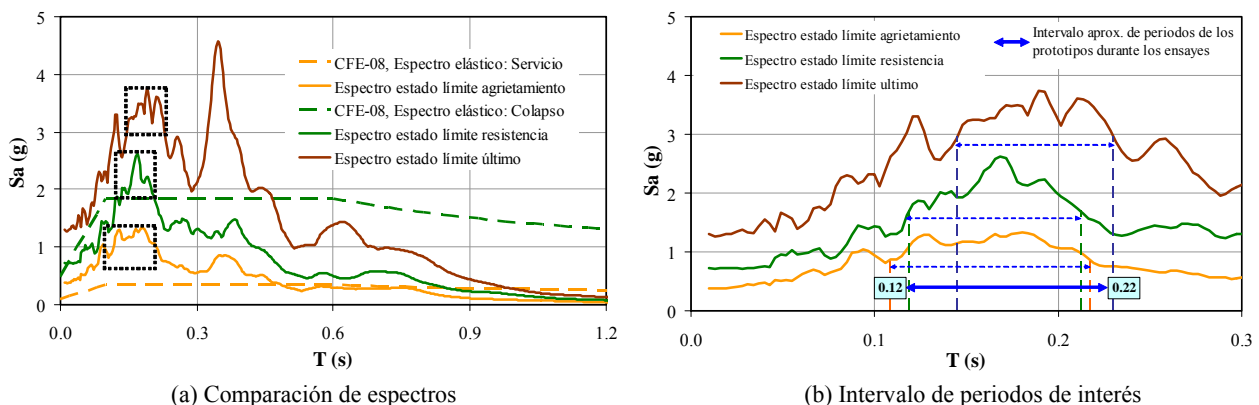 5
4
3
2
1
0
Sa (g)
0.0
0.3
0.6
0.9
1.2
T (s)
CFE-08, Espectro elástico: Servicio
Espectro estado límite agrietamiento
CFE-08, Espectro elástico: Colapso
Espectro estado límite resistencia
Espectro estado límite último
(a) Comparación de espectros
5
4
3
2
1
0
Sa (g)
0.0
0.1
0.2
0.3
T (s)
Espectro estado límite agrietamiento
Espectro estado límite resistencia
Espectro estado límite ultimo
Intervalo aprox. de periodos de los
prototipos durante los ensayes
0.12
0.22
(b) Intervalo de periodos de interés